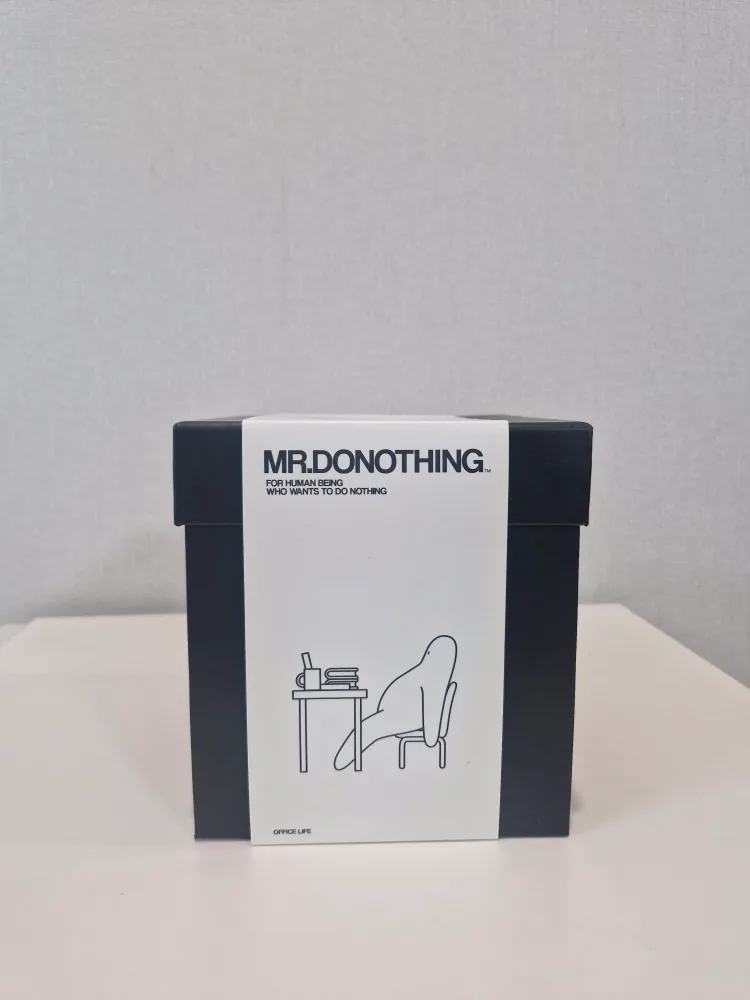 MR.DONOTHING™
FOR HUMAN BEING
WHO WANTS TO DO NOTHING
OFFICE LIFE